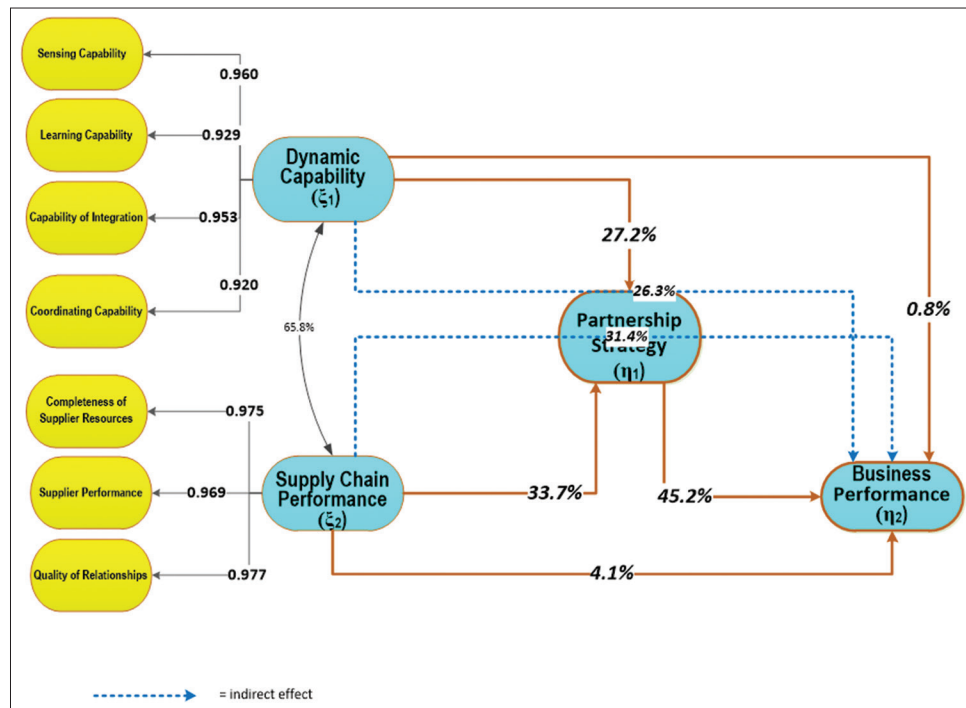 Sensing Capability
0.960
Learning Capability
0.929
Dynamic
Capability
(ξ1)
Capability of Integration
0.953
27.2%
0.920
Coordinating Capability
26.3%
0.8%
Partnership
Strategy
31.4%
(η1)
65.8%
Completeness of
Supplier Resources
0.975
Supply Chain
Performance
(ξ2)
Supplier Performance
0.969
33.7%
45.2%
Business
Performance
(η2)
Quality of Relationships
0.977
4.1%
= indirect effect